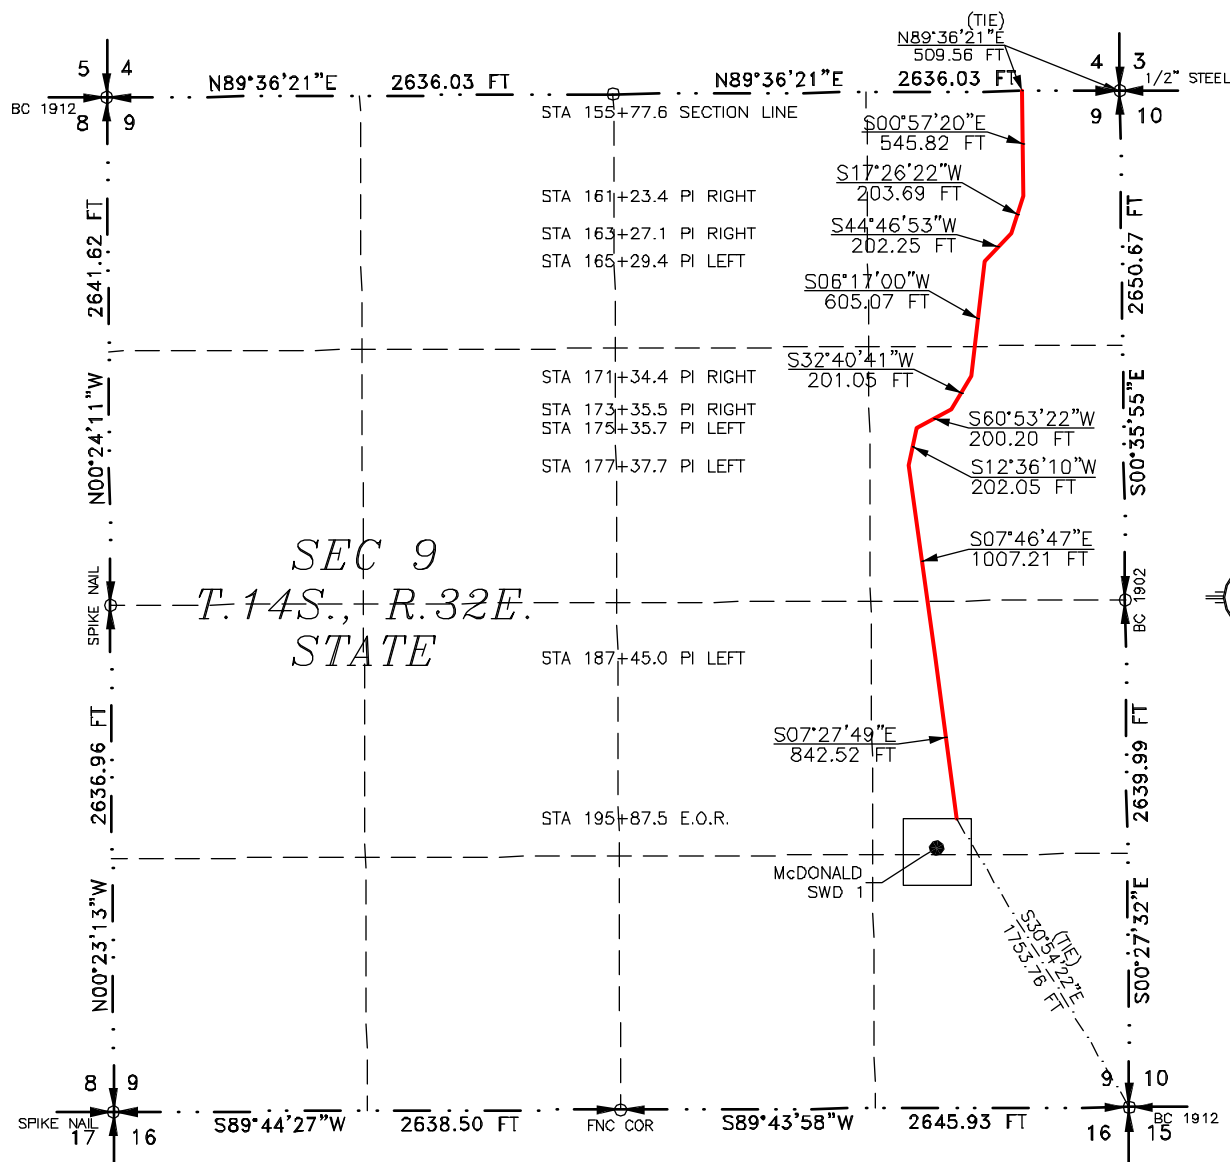 (TIE)
N89°36'21"E
509.56 FT
5 4
4 3
N89°36'21"E 2636.03 FT
N89°36'21"E 2636.03 FT
1/2" STEEL
BC 1912
8 9
9 10
STA 155+77.6 SECTION LINE
S00°57'20"E
545.82 FT
S17°26'22"W
203.69 FT
STA 161+23.4 PI RIGHT
S44°46'53"W
202.25 FT
STA 163+27.1 PI RIGHT
STA 165+29.4 PI LEFT
2641.62 FT
2650.67 FT
S06°17'00"W
605.07 FT
S32°40'41"W
201.05 FT
STA 171+34.4 PI RIGHT
STA 173+35.5 PI RIGHT
STA 175+35.7 PI LEFT
STA 177+37.7 PI LEFT
N00°24'11"W
S00°35'55"E
S60°53'22"W
200.20 FT
S12°36'10"W
202.05 FT
S07°46'47"E
1007.21 FT
SEC 9
T.14S., R.32E.
STATE
SPIKE NAIL
BC 1902
STA 187+45.0 PI LEFT
2636.96 FT
2639.99 FT
S07°27'49"E
842.52 FT
STA 195+87.5 E.O.R.
McDONALD
SWD 1
N00°23'13"W
S00°27'32"E
(TIE)
S30°54'22"E
1753.76 FT
8 9
9 10
SPIKE NAIL
17 16
S89°44'27"W 2638.50 FT
FNC COR
S89°43'58"W 2645.93 FT
BC 1912
16 15